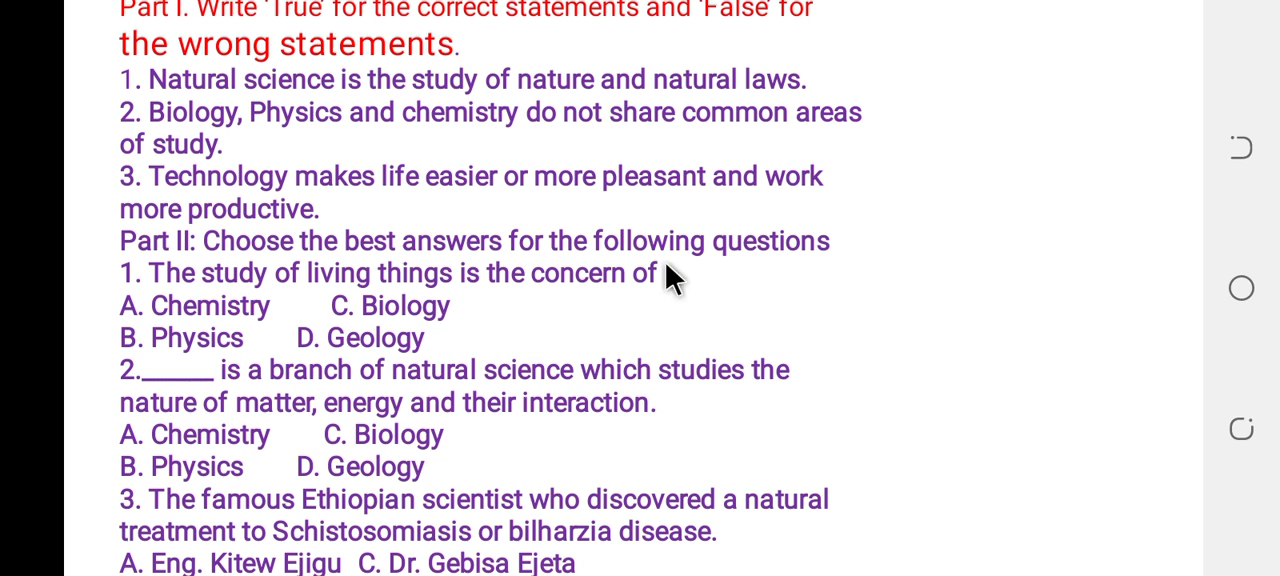 Part I. Write 'True' for the correct statements and 'False' for
the wrong statements.
1. Natural science is the study of nature and natural laws.
2. Biology, Physics and chemistry do not share common areas
of study.
3. Technology makes life easier or more pleasant and work
more productive.
Part II: Choose the best answers for the following questions
1. The study of living things is the concern of
A. Chemistry C. Biology
B. Physics D. Geology
2.______ is a branch of natural science which studies the
nature of matter, energy and their interaction.
A. Chemistry C. Biology
B. Physics D. Geology
3. The famous Ethiopian scientist who discovered a natural
treatment to Schistosomiasis or bilharzia disease.
A. Eng. Kitew Ejigu C. Dr. Gebisa Ejeta